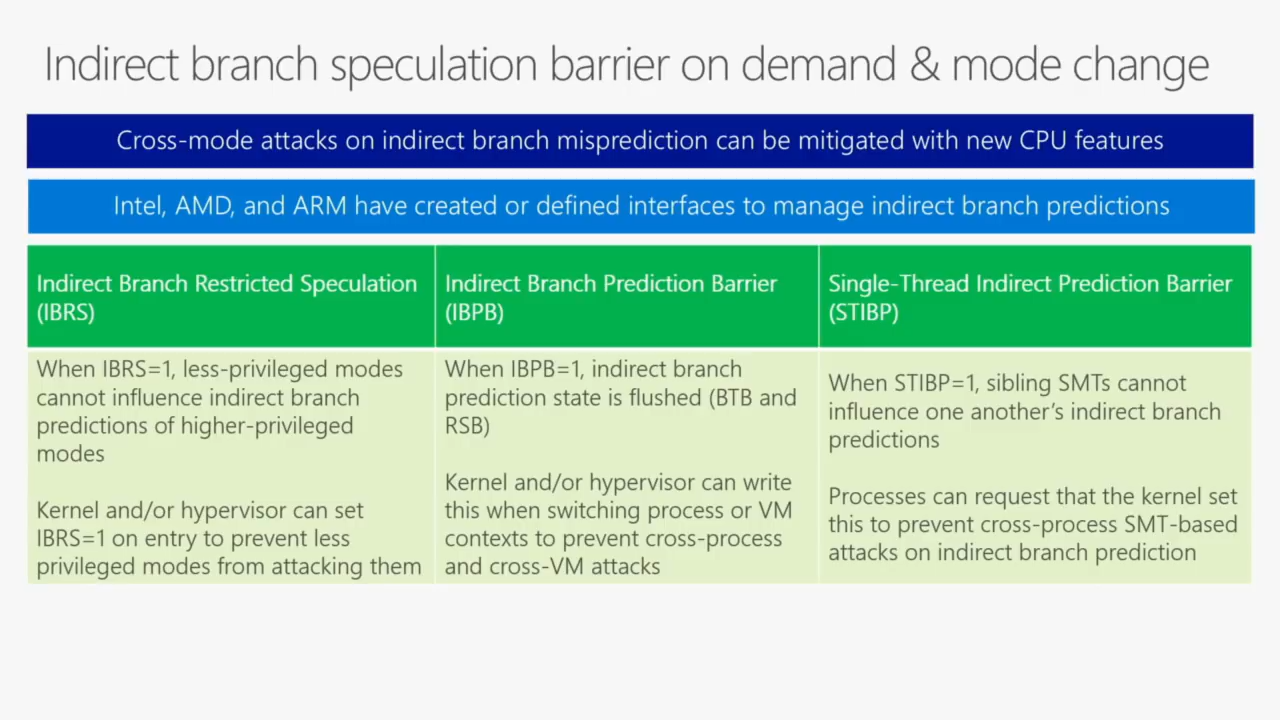 Indirect branch speculation barrier on demand & mode change
Cross-mode attacks on indirect branch misprediction can be mitigated with new CPU features
Intel, AMD, and ARM have created or defined interfaces to manage indirect branch predictions
Indirect Branch Restricted Speculation
(IBRS)
Indirect Branch Prediction Barrier
(IBPB)
Single-Thread Indirect Prediction Barrier
(STIBP)
When IBRS=1, less-privileged modes
cannot influence indirect branch
predictions of higher-privileged
modes
Kernel and/or hypervisor can set
IBRS=1 on entry to prevent less
privileged modes from attacking them
When IBPB=1, indirect branch
prediction state is flushed (BTB and
RSB)
Kernel and/or hypervisor can write
this when switching process or VM
contexts to prevent cross-process
and cross-VM attacks
When STIBP=1, sibling SMTs cannot
influence one another's indirect branch
predictions
Processes can request that the kernel set
this to prevent cross-process SMT-based
attacks on indirect branch prediction